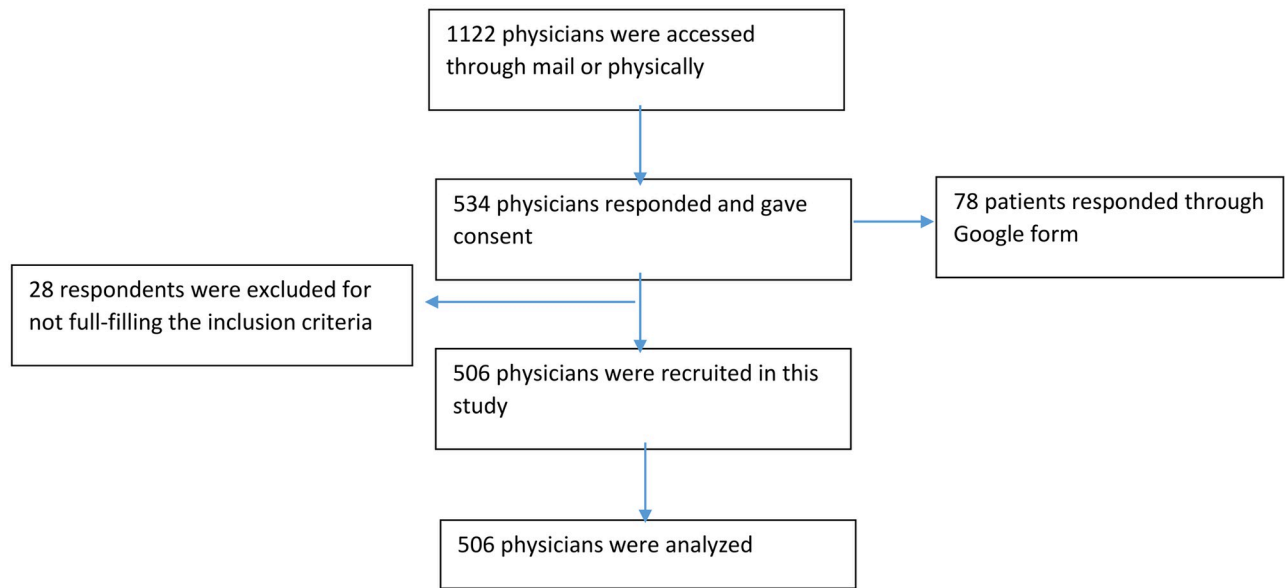 1122 physicians were accessed
through mail or physically
534 physicians responded and gave
consent
78 patients responded through
Google form
28 respondents were excluded for
not full-filling the inclusion criteria
506 physicians were recruited in this
study
506 physicians were analyzed